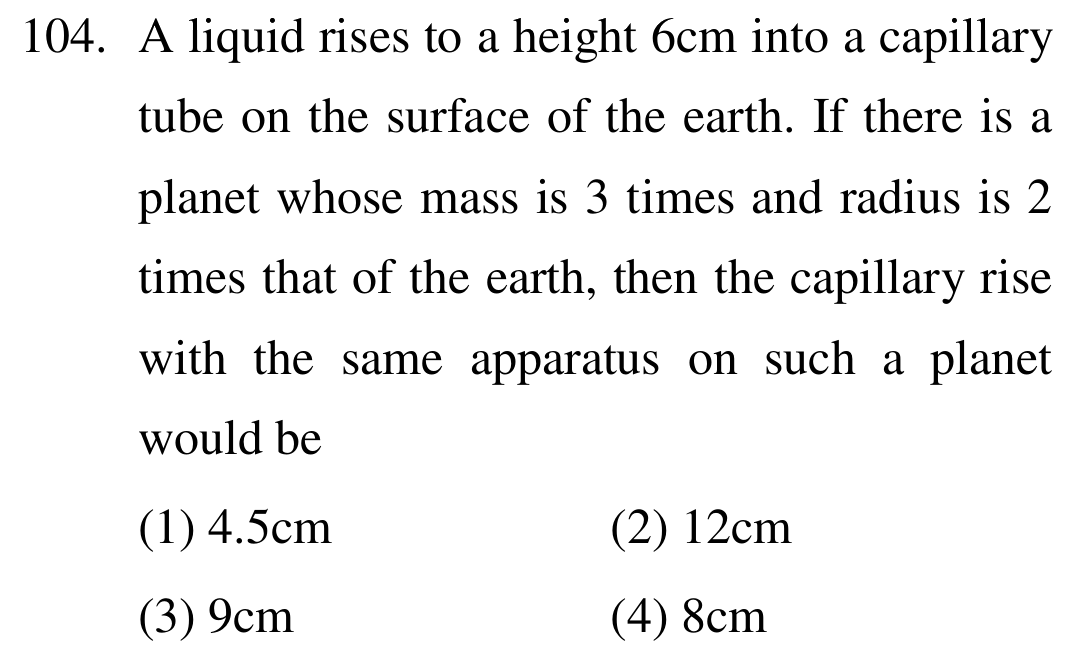 104. A liquid rises to a height 6cm into a capillary
tube on the surface of the earth. If there is a
planet whose mass is 3 times and radius is 2
times that of the earth, then the capillary rise
with the same apparatus on such a planet
would be
(1) 4.5cm (2) 12cm
(3) 9cm (4) 8cm